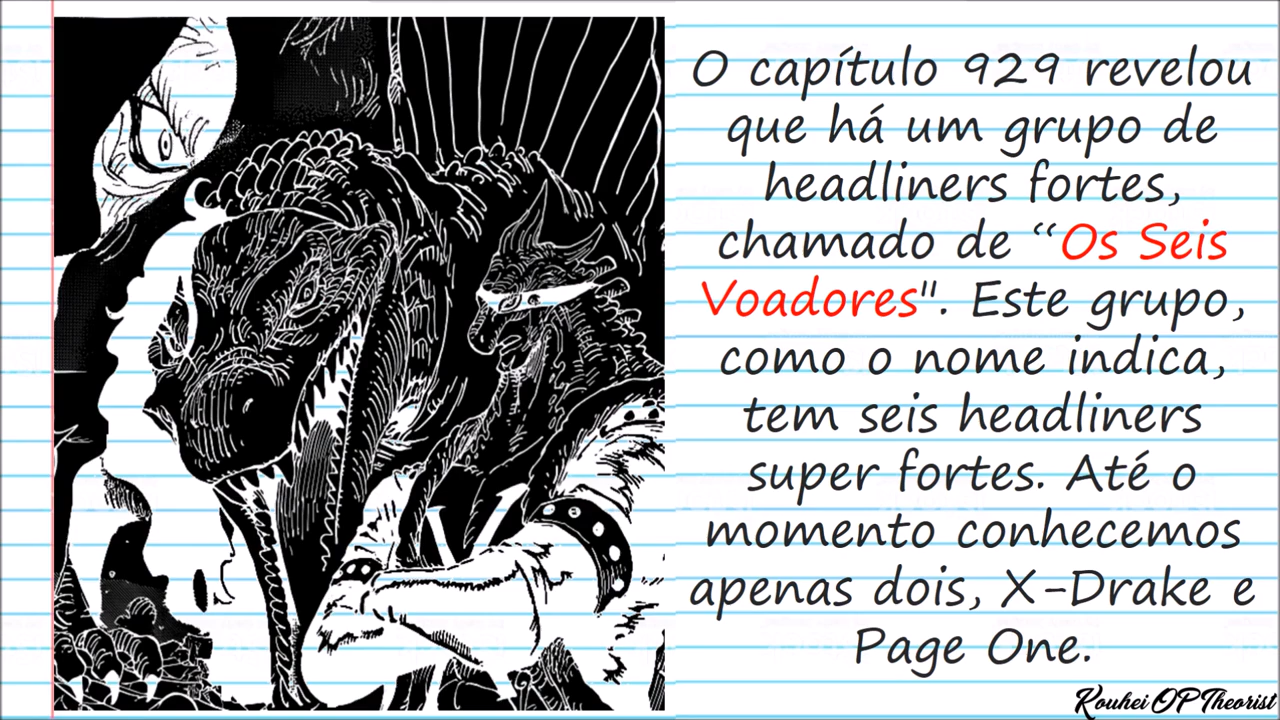 O capítulo 929 revelou
que há um grupo de
headliners fortes,
chamado de “Os Seis
Voadores". Este grupo,
como o nome indica,
tem seis headliners
super fortes. Até o
momento conhecemos
apenas dois, X-Drake e
Page One.
Kouhei OP Theorist